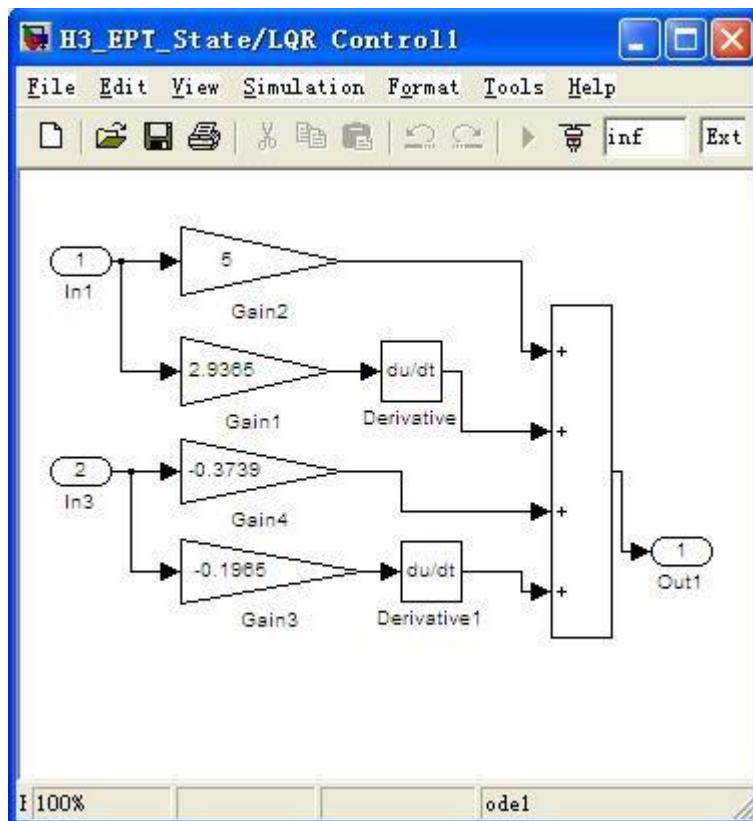 H3_EPT_State/LQR Control1
File Edit View Simulation Format Tools Help
inf Ext
1
In1
5
Gain2
2.9365
Gain1
du/dt
Derivative
2
In3
-0.3739
Gain4
-0.1965
Gain3
du/dt
Derivative1
+
+
+
+
1
Out1
100% ode1